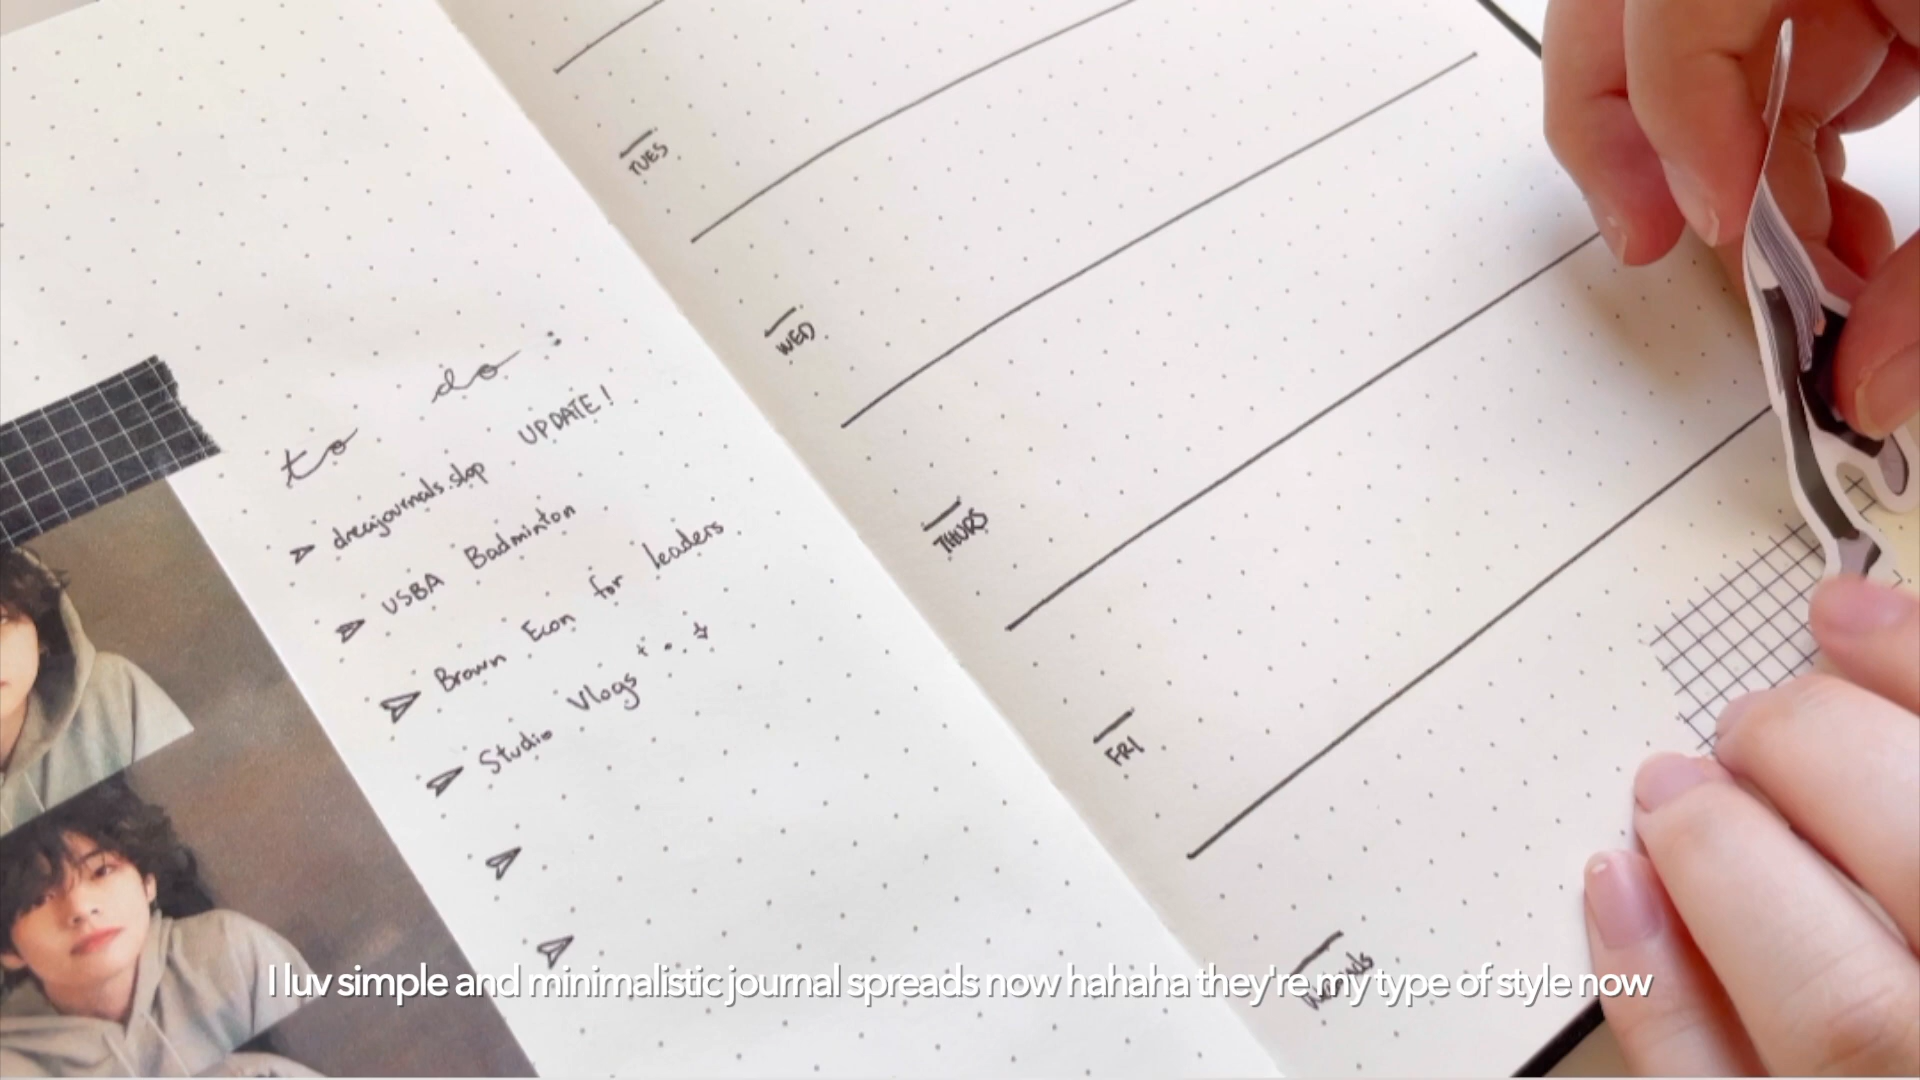 to do :
dreajournals.shop UPDATE!
USBA Badminton
Brown Econ for leaders
Studio Vlogs
TUES
WED
THURS
FRI
I luv simple and minimalistic journal spreads now hahaha they're my type of style now